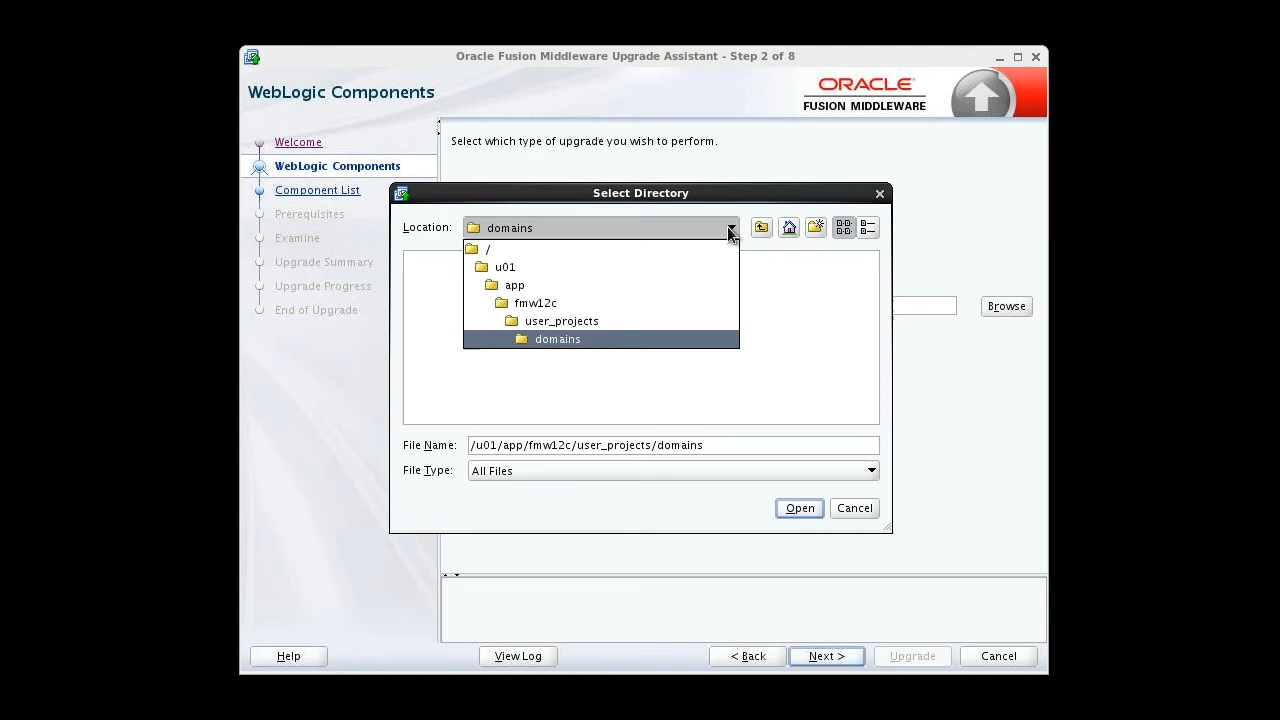 Oracle Fusion Middleware Upgrade Assistant - Step 2 of 8
WebLogic Components
ORACLE
FUSION MIDDLEWARE
Welcome
WebLogic Components
Component List
Prerequisites
Examine
Upgrade Summary
Upgrade Progress
End of Upgrade
Select which type of upgrade you wish to perform.
Browse
Select Directory
Location: domains
/
u01
app
fmw12c
user_projects
domains
File Name: /u01/app/fmw12c/user_projects/domains
File Type: All Files
Open Cancel
Help View Log < Back Next > Upgrade Cancel